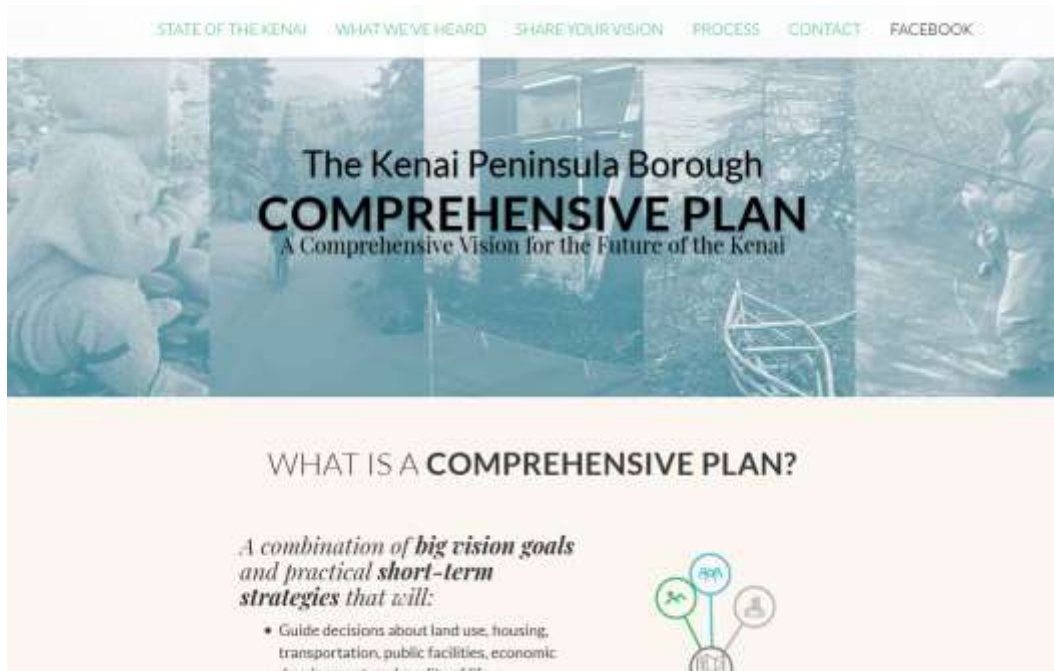 STATE OF THE KENAI WHAT WE'VE HEARD SHARE YOUR VISION PROCESS CONTACT FACEBOOK
The Kenai Peninsula Borough
COMPREHENSIVE PLAN
A Comprehensive Vision for the Future of the Kenai
WHAT IS A COMPREHENSIVE PLAN?
A combination of big vision goals
and practical short-term
strategies that will:
• Guide decisions about land use, housing,
transportation, public facilities, economic